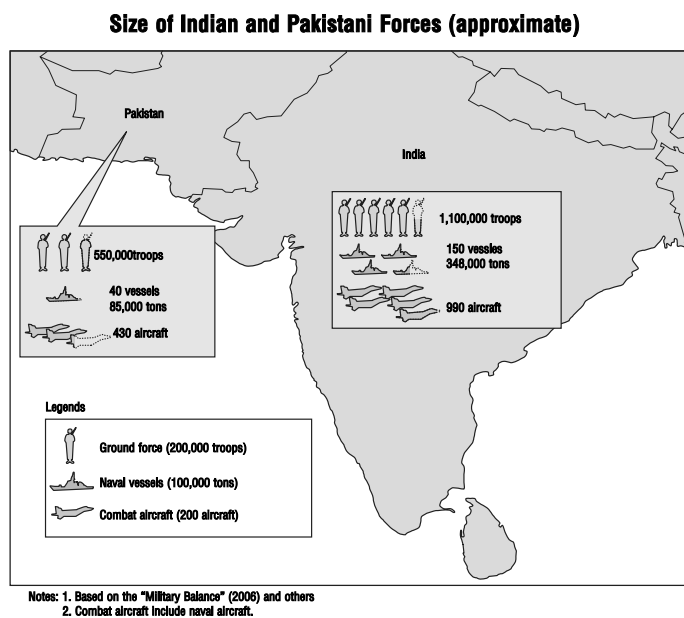 Size of Indian and Pakistani Forces (approximate)
Pakistan
India
1,100,000 troops
150 vessles
348,000 tons
990 aircraft
550,000troops
40 vessels
85,000 tons
430 aircraft
Legends
Ground force (200,000 troops)
Naval vessels (100,000 tons)
Combat aircraft (200 aircraft)
Notes: 1. Based on the “Military Balance” (2006) and others
2. Combat aircraft include naval aircraft.